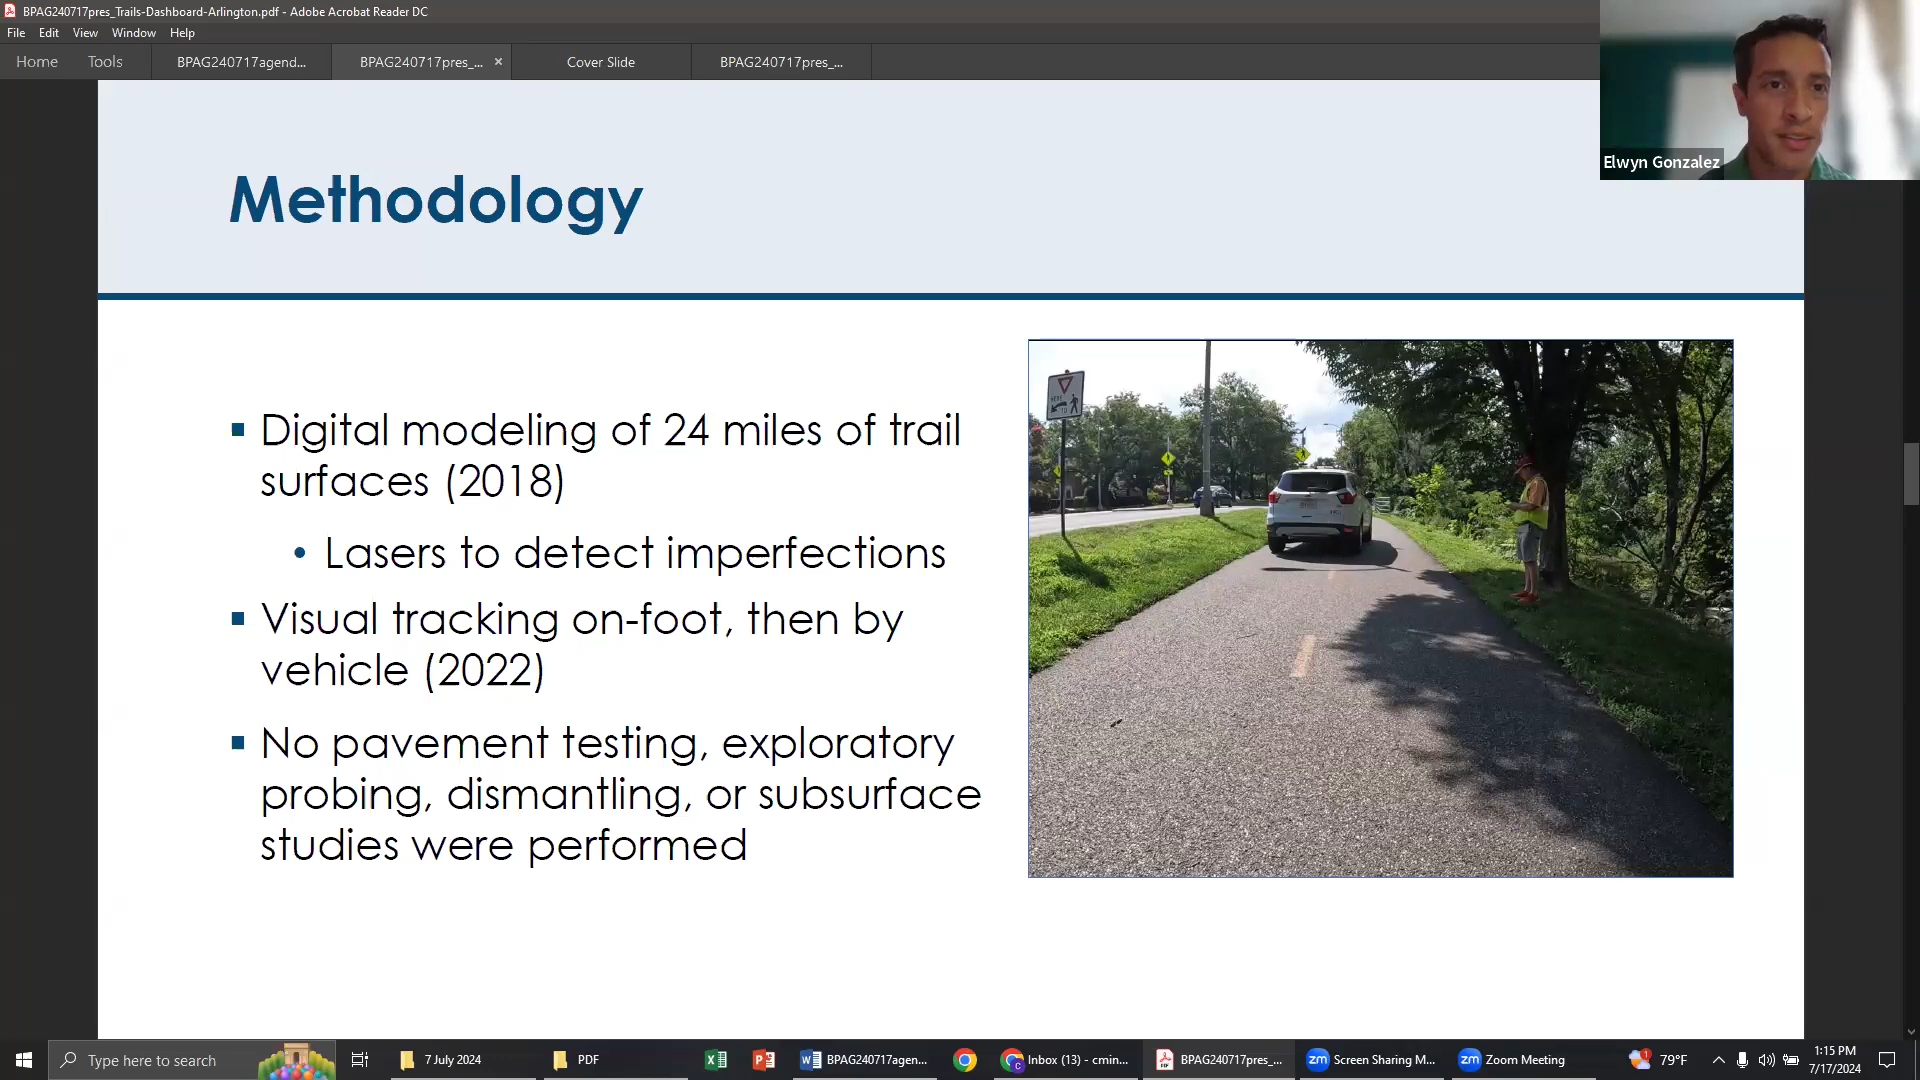 BPAG240717pres_Trails-Dashboard-Arlington.pdf - Adobe Acrobat Reader DC
File Edit View Window Help
Home Tools BPAG240717agend... BPAG240717pres_... × Cover Slide BPAG240717pres_...
Elwyn Gonzalez
Methodology
▪ Digital modeling of 24 miles of trail
surfaces (2018)
• Lasers to detect imperfections
▪ Visual tracking on-foot, then by
vehicle (2022)
▪ No pavement testing, exploratory
probing, dismantling, or subsurface
studies were performed
HERE
TO
Type here to search
7 July 2024
PDF
BPAG240717agen...
Inbox (13) - cmin...
BPAG240717pres_...
Screen Sharing M...
Zoom Meeting
79°F
1:15 PM
7/17/2024